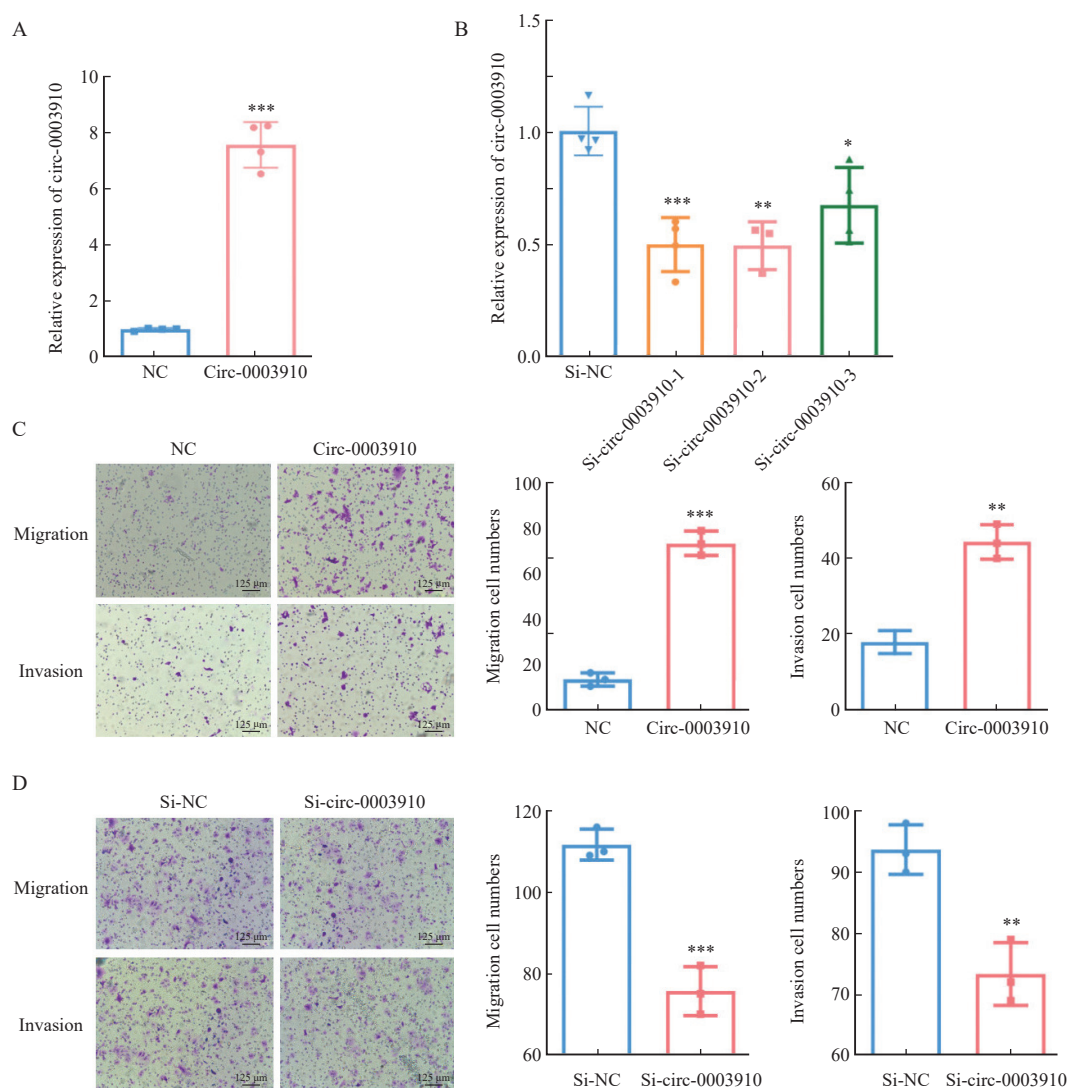 A
Relative expression of circ-0003910
10
8
6
4
2
0
***
NC
Circ-0003910
B
Relative expression of circ-0003910
1.5
1.0
0.5
0.0
***
**
*
Si-NC
Si-circ-0003910-1
Si-circ-0003910-2
Si-circ-0003910-3
C
NC
Circ-0003910
Migration
125 μm
125 μm
Invasion
125 μm
125 μm
Migration cell numbers
100
80
60
40
20
0
***
NC
Circ-0003910
Invasion cell numbers
60
40
20
0
**
NC
Circ-0003910
D
Si-NC
Si-circ-0003910
Migration
125 μm
125 μm
Invasion
125 μm
125 μm
Migration cell numbers
120
100
80
60
***
Si-NC
Si-circ-0003910
Invasion cell numbers
100
90
80
70
60
**
Si-NC
Si-circ-0003910